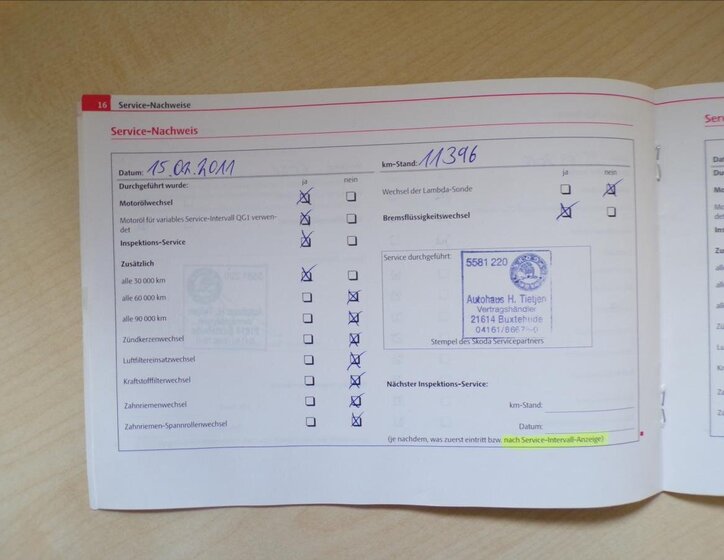 16 Service-Nachweise
Service-Nachweis
Datum: 15.02.2011
Durchgeführt wurde: ja nein
Motorölwechsel
Motoröl für variables Service-Intervall QG1 verwen-
det
Inspektions-Service
Zusätzlich
alle 30 000 km
alle 60 000 km
alle 90 000 km
Zündkerzenwechsel
Luftfiltereinsatzwechsel
Kraftstofffilterwechsel
Zahnriemenwechsel
Zahnriemen-Spannrollenwechsel
km-Stand: 11396
ja nein
Wechsel der Lambda-Sonde
Bremsflüssigkeitswechsel
Service durchgeführt:
5581 220
Autohaus H. Tietjen
Vertragshändler
21614 Buxtehude
Stempel des Skoda Servicepartners
Nächster Inspektions-Service:
km-Stand:
Datum:
(je nachdem, was zuerst eintritt bzw. nach Service-Intervall-Anzeige)